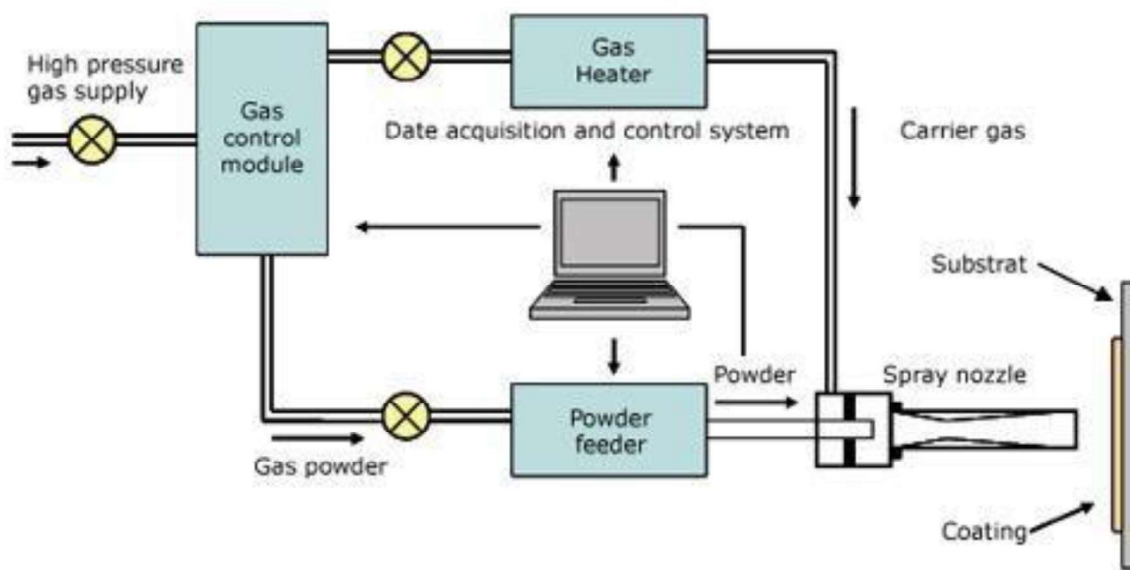 High pressure
gas supply
Gas
control
module
Gas
Heater
Date acquisition and control system
Carrier gas
Substrat
Powder
Spray nozzle
Powder
feeder
Gas powder
Coating